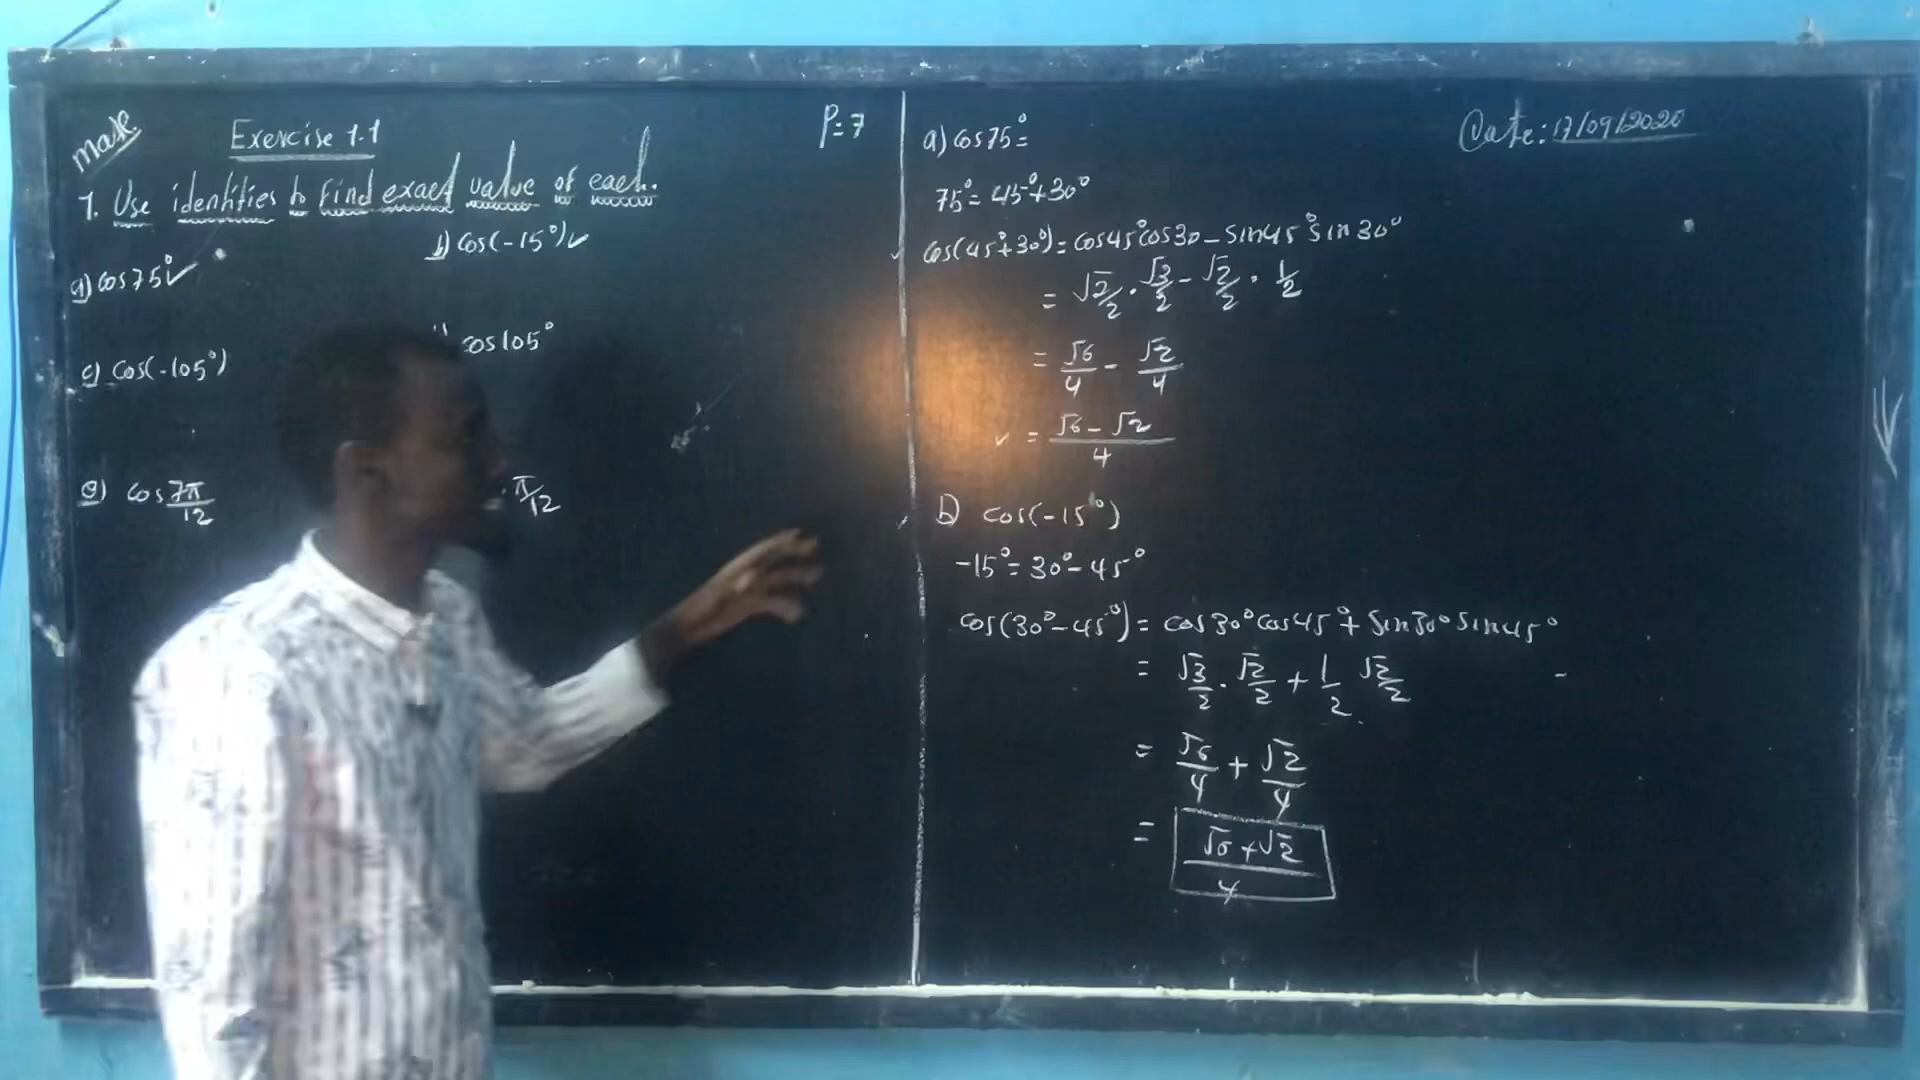 Math
Exercise 1.1
P=7
1. Use identities to find exact value of each.
a) cos75° ✓
b) cos(-15°) ✓
c) cos(-105°)
cos105°
e) cos 7π/12
π/12
Date: 17/09/2020
a) cos75°=
75°=45°+30°
cos(45°+30°)=cos45°cos30-sin45°sin30°
= √2/2 · √3/2 - √2/2 · 1/2
= √6/4 - √2/4
✓ = (√6-√2)/4
b) cos(-15°)
-15°=30°-45°
cos(30°-45°)=cos30°cos45°+sin30°sin45°
= √3/2 · √2/2 + 1/2 √2/2
= √6/4 + √2/4
= (√6+√2)/4